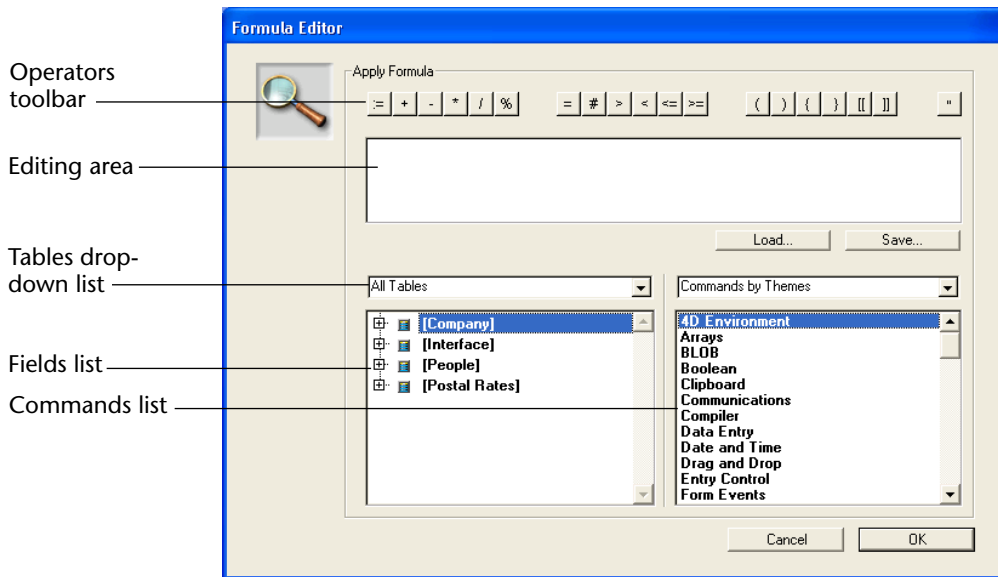 Formula Editor
Operators
toolbar
Apply Formula
:= + - * / % = # > < <= >= ( ) { } [[ ]] "
Editing area
Load... Save...
Tables drop-
down list
All Tables
Commands by Themes
Fields list
[Company]
[Interface]
[People]
[Postal Rates]
Commands list
4D Environment
Arrays
BLOB
Boolean
Clipboard
Communications
Compiler
Data Entry
Date and Time
Drag and Drop
Entry Control
Form Events
Cancel OK